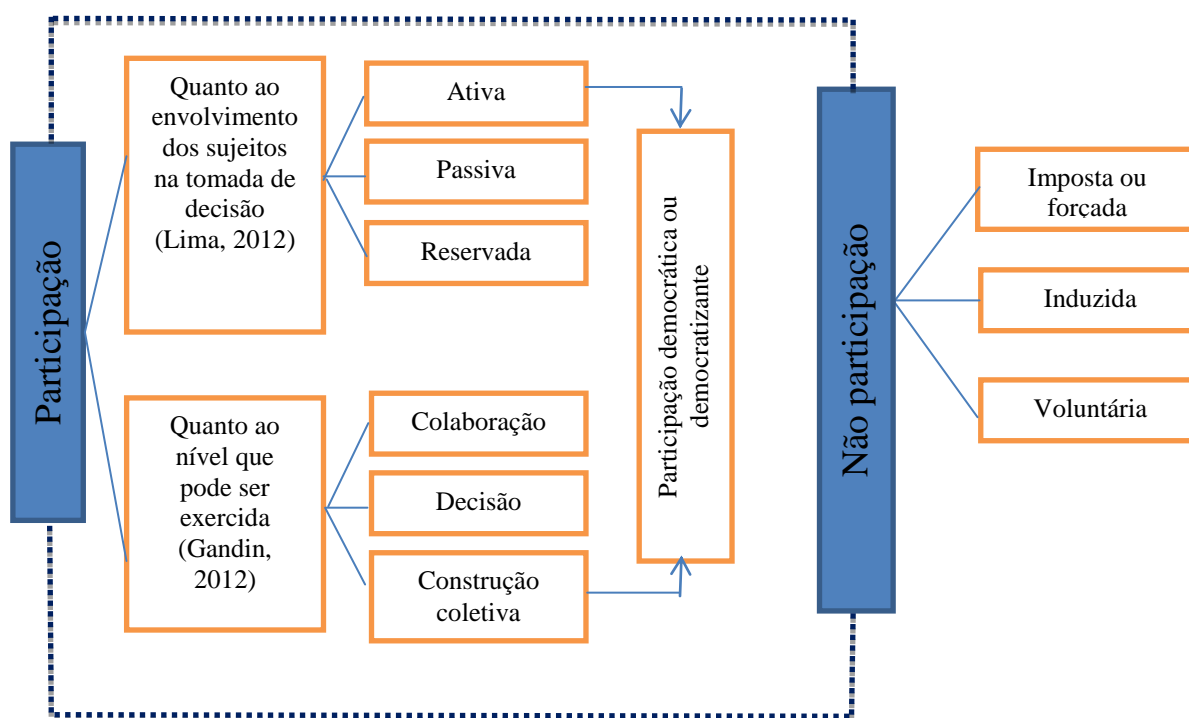 Participação
Quanto ao
envolvimento
dos sujeitos
na tomada de
decisão
(Lima, 2012)
Ativa
Passiva
Reservada
Quanto ao
nível que
pode ser
exercida
(Gandin,
2012)
Colaboração
Decisão
Construção
coletiva
Participação democrática ou
democratizante
Não participação
Imposta ou
forçada
Induzida
Voluntária